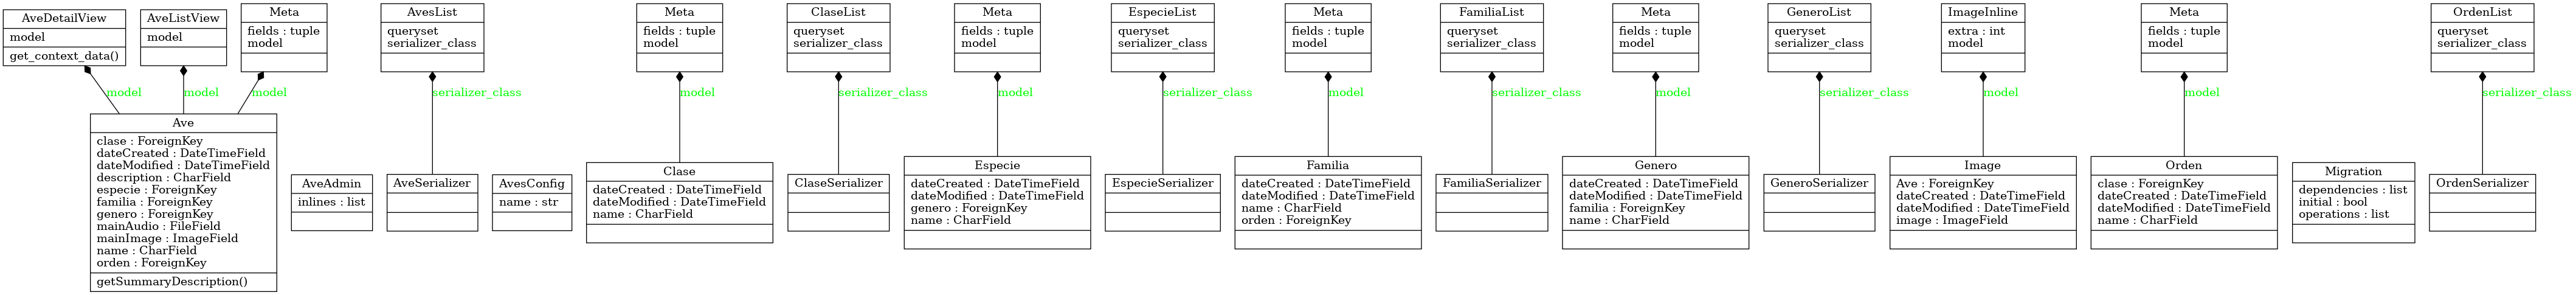 AveDetailView
model
get_context_data()
AveListView
model
Meta
fields : tuple
model
AvesList
queryset
serializer_class
Meta
fields : tuple
model
ClaseList
queryset
serializer_class
Meta
fields : tuple
model
EspecieList
queryset
serializer_class
Meta
fields : tuple
model
FamiliaList
queryset
serializer_class
Meta
fields : tuple
model
GeneroList
queryset
serializer_class
ImageInline
extra : int
model
Meta
fields : tuple
model
OrdenList
queryset
serializer_class
model
model
model
serializer_class
model
serializer_class
model
serializer_class
model
serializer_class
model
serializer_class
model
model
serializer_class
Ave
clase : ForeignKey
dateCreated : DateTimeField
dateModified : DateTimeField
description : CharField
especie : ForeignKey
familia : ForeignKey
genero : ForeignKey
mainAudio : FileField
mainImage : ImageField
name : CharField
orden : ForeignKey
getSummaryDescription()
AveAdmin
inlines : list
AveSerializer
AvesConfig
name : str
Clase
dateCreated : DateTimeField
dateModified : DateTimeField
name : CharField
ClaseSerializer
Especie
dateCreated : DateTimeField
dateModified : DateTimeField
genero : ForeignKey
name : CharField
EspecieSerializer
Familia
dateCreated : DateTimeField
dateModified : DateTimeField
name : CharField
orden : ForeignKey
FamiliaSerializer
Genero
dateCreated : DateTimeField
dateModified : DateTimeField
familia : ForeignKey
name : CharField
GeneroSerializer
Image
Ave : ForeignKey
dateCreated : DateTimeField
dateModified : DateTimeField
image : ImageField
Orden
clase : ForeignKey
dateCreated : DateTimeField
dateModified : DateTimeField
name : CharField
Migration
dependencies : list
initial : bool
operations : list
OrdenSerializer